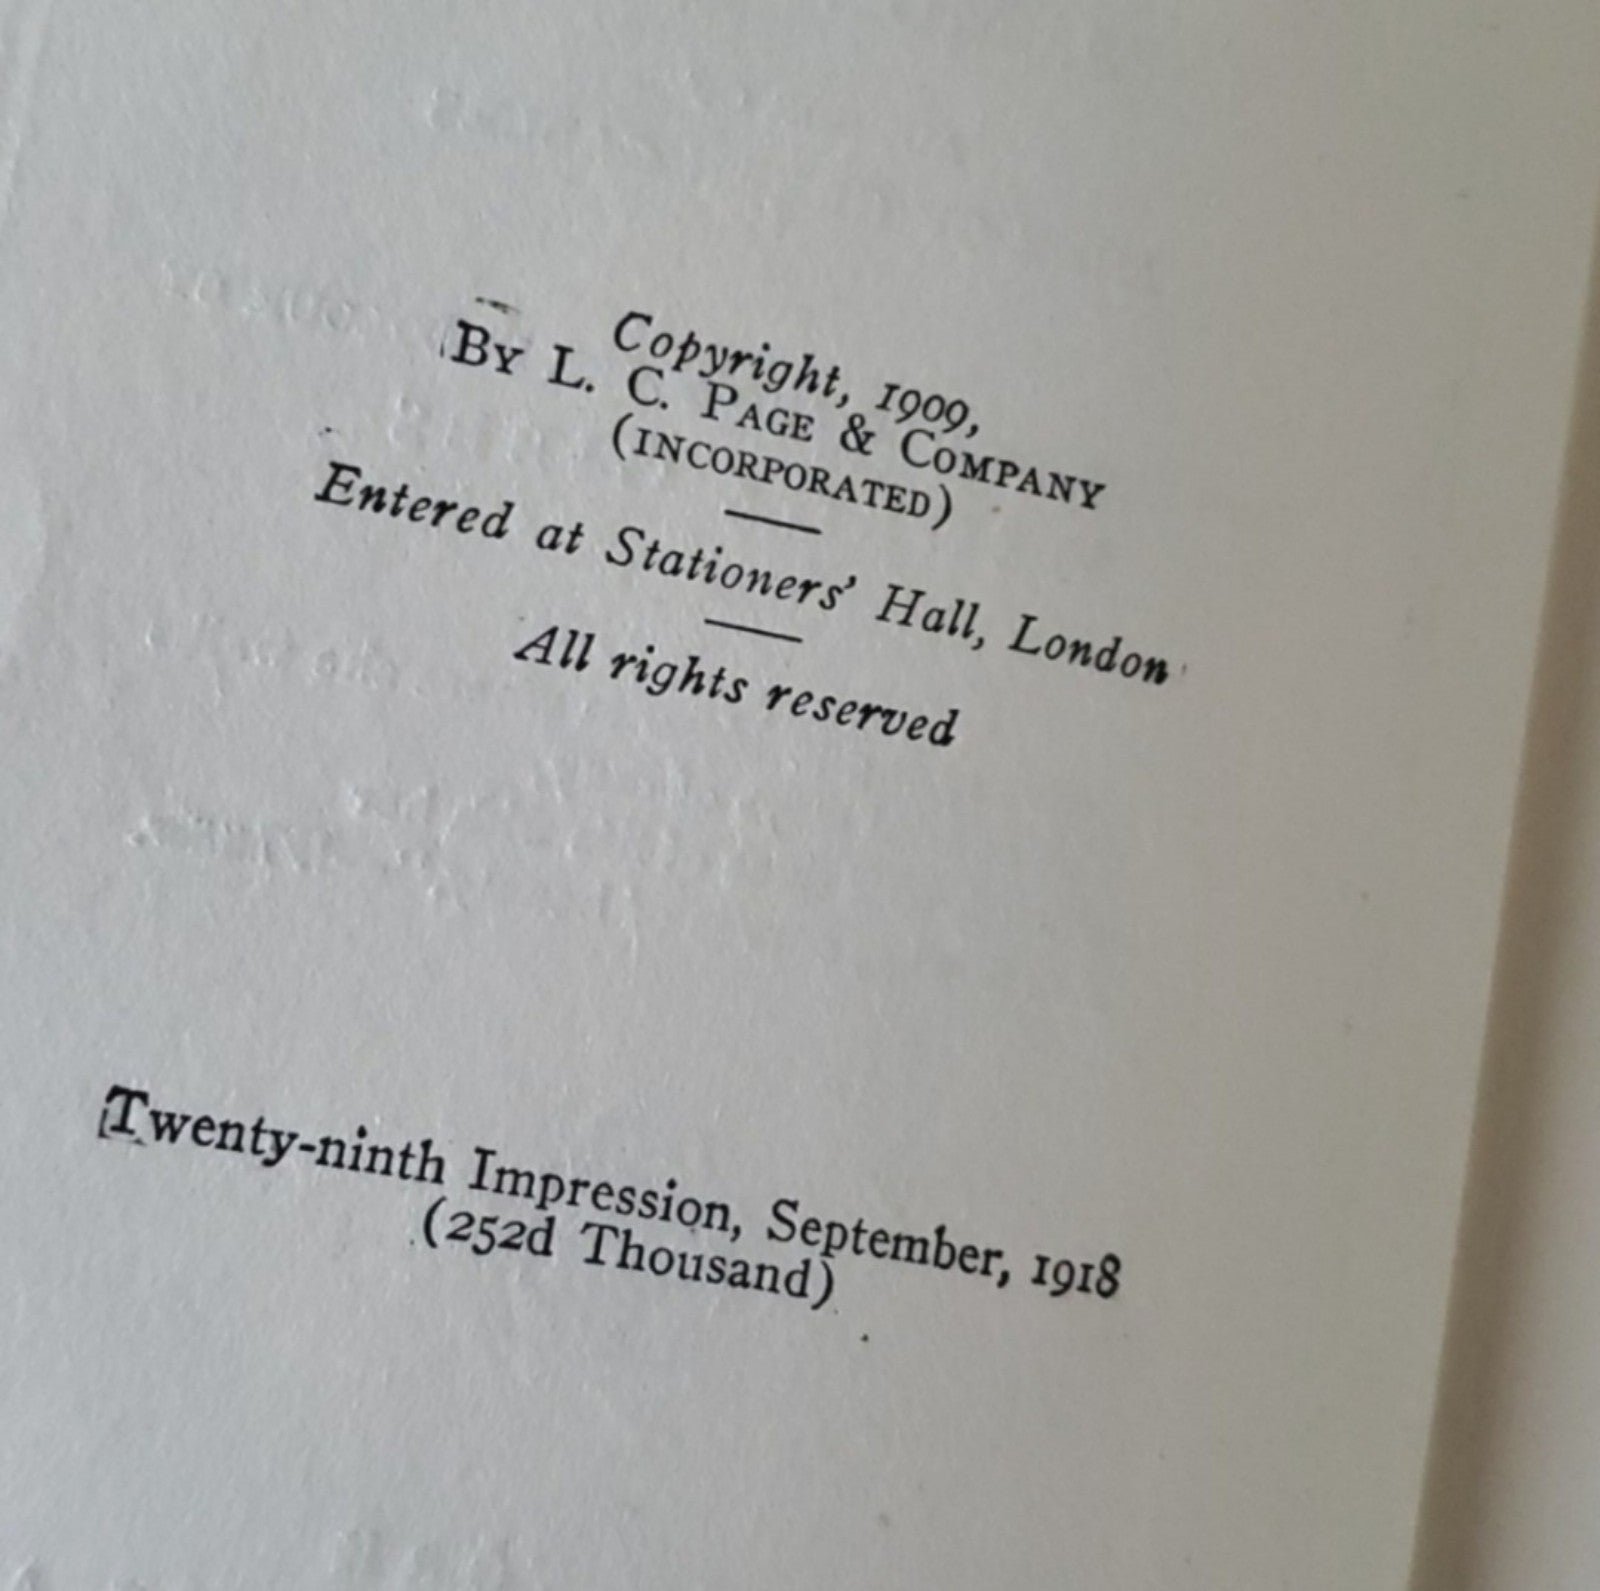 Copyright, 1909,
By L. C. Page & Company
(INCORPORATED)
Entered at Stationers' Hall, London
All rights reserved
Twenty-ninth Impression, September, 1918
(252d Thousand)